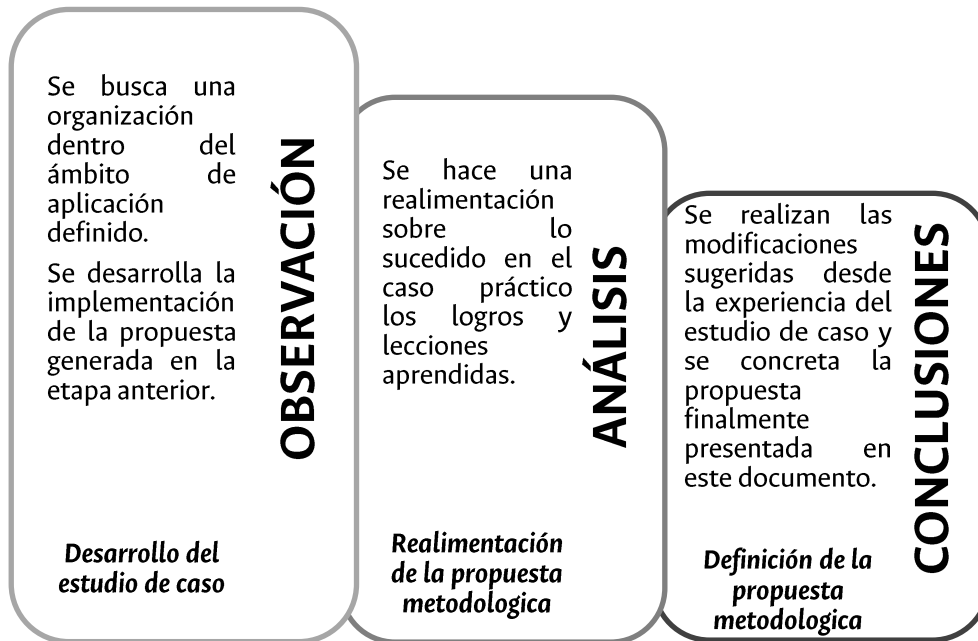 Se busca una
organización
dentro del
ámbito de
aplicación
definido.
Se desarrolla la
implementación
de la propuesta
generada en la
etapa anterior.
OBSERVACIÓN
Desarrollo del
estudio de caso
Se hace una
realimentación
sobre lo
sucedido en el
caso práctico
los logros y
lecciones
aprendidas.
ANÁLISIS
Realimentación
de la propuesta
metodologica
Se realizan las
modificaciones
sugeridas desde
la experiencia del
estudio de caso y
se concreta la
propuesta
finalmente
presentada en
este documento.
CONCLUSIONES
Definición de la
propuesta
metodologica